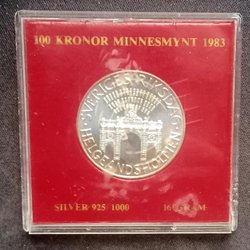 100 KRONOR MINNESMYNT 1983
SVERIGES RIKSDAG
HELGEANDSHOLMEN
SILVER 925/1000 16 GRAM